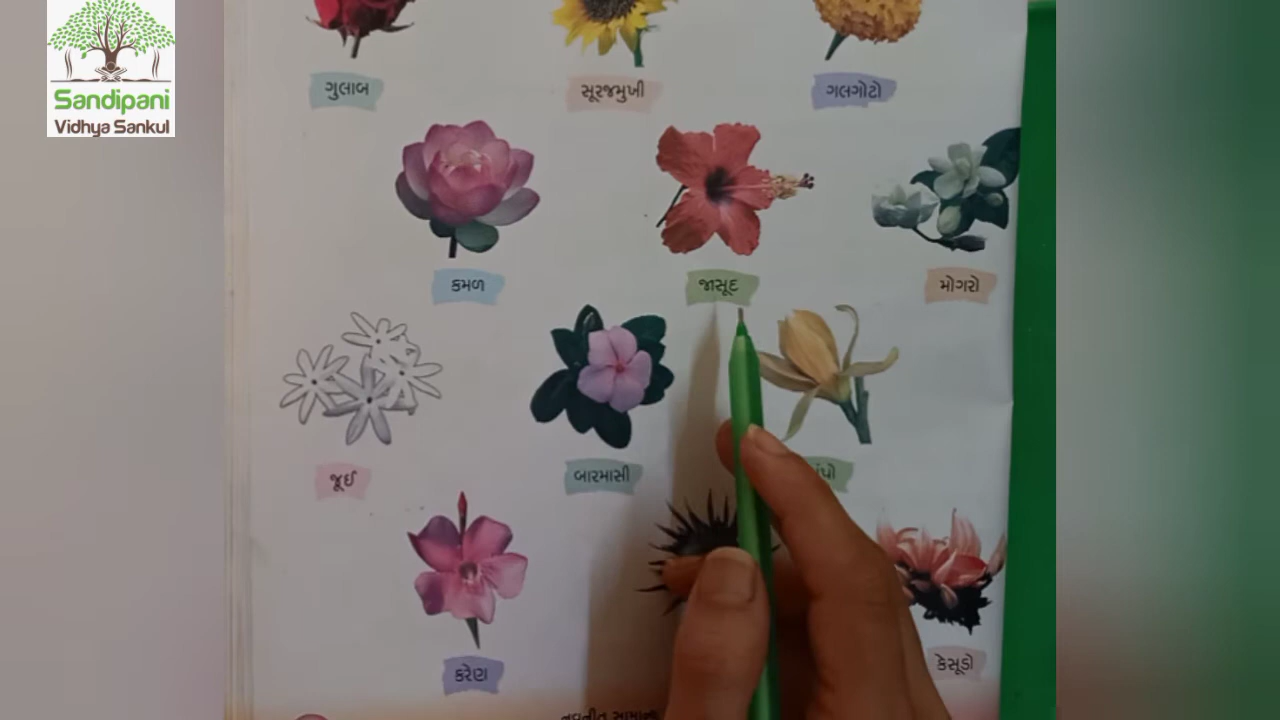 Sandipani
Vidhya Sankul
ગુલાબ
સૂરજમુખી
ગલગોટો
કમળ
જાસૂદ
મોગરો
જૂઈ
બારમાસી
કરેણ
કેસૂડો